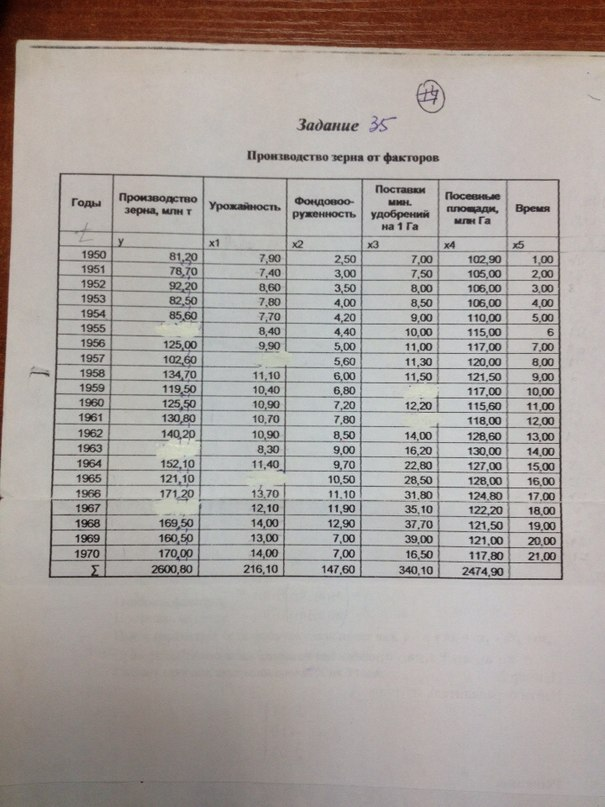 14
Задание 35
Производство зерна от факторов
Годы Производство зерна, млн т Урожайность Фондовоо-руженность Поставки мин. удобрений на 1 Га Посевные площади, млн Га Время
y x1 x2 x3 x4 x5
1950 81,20 7,90 2,50 7,00 102,90 1,00
1951 78,70 7,40 3,00 7,50 105,00 2,00
1952 92,20 8,60 3,50 8,00 106,00 3,00
1953 82,50 7,80 4,00 8,50 106,00 4,00
1954 85,60 7,70 4,20 9,00 110,00 5,00
1955 8,40 4,40 10,00 115,00 6
1956 125,00 9,90 5,00 11,00 117,00 7,00
1957 102,60 5,60 11,30 120,00 8,00
1958 134,70 11,10 6,00 11,50 121,50 9,00
1959 119,50 10,40 6,80 117,00 10,00
1960 125,50 10,90 7,20 12,20 115,60 11,00
1961 130,80 10,70 7,80 118,00 12,00
1962 140,20 10,90 8,50 14,00 128,60 13,00
1963 8,30 9,00 16,20 130,00 14,00
1964 152,10 11,40 9,70 22,80 127,00 15,00
1965 121,10 10,50 28,50 128,00 16,00
1966 171,20 13,70 11,10 31,80 124,80 17,00
1967 12,10 11,90 35,10 122,20 18,00
1968 169,50 14,00 12,90 37,70 121,50 19,00
1969 160,50 13,00 7,00 39,00 121,00 20,00
1970 170,00 14,00 7,00 16,50 117,80 21,00
Σ 2600,80 216,10 147,60 340,10 2474,90